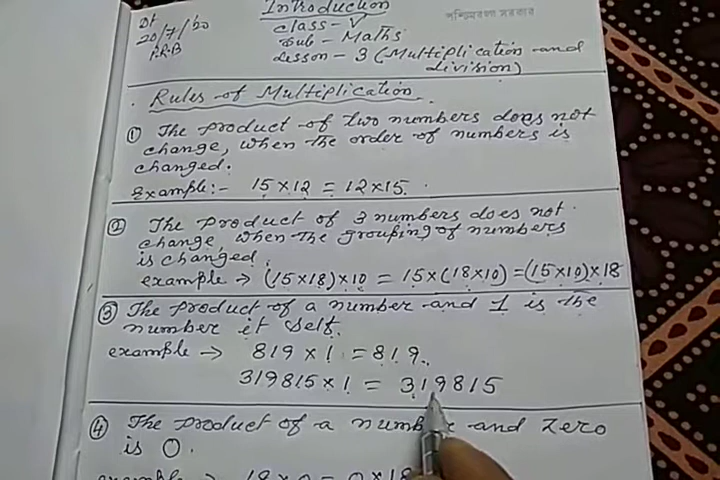 Introduction
Dt
20/7/20
P.R.B
Class - V
Sub - Maths
Lesson - 3 (Multiplication and
division)
পশ্চিমবঙ্গ সরকার
Rules of Multiplication
① The product of two numbers does not
change, when the order of numbers is
changed.
Example:- 15×12 = 12×15.
② The product of 3 numbers does not
change, when the grouping of numbers
is changed.
example → (15×18)×10 = 15×(18×10)=(15×10)×18
③ The product of a number and 1 is the
number it self.
example → 819 × 1 = 819.
319815 × 1 = 319815
④ The product of a and Zero
is 0.